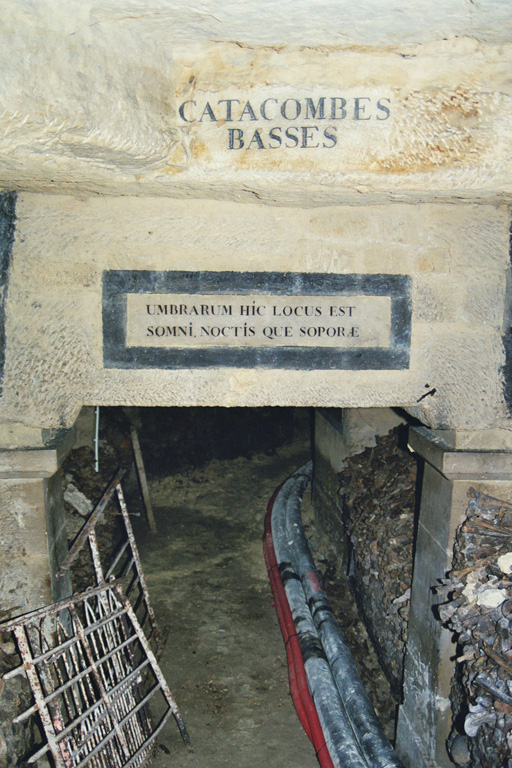 CATACOMBES
BASSES
UMBRARUM HIC LOCUS EST
SOMNI, NOCTIS QUE SOPORÆ